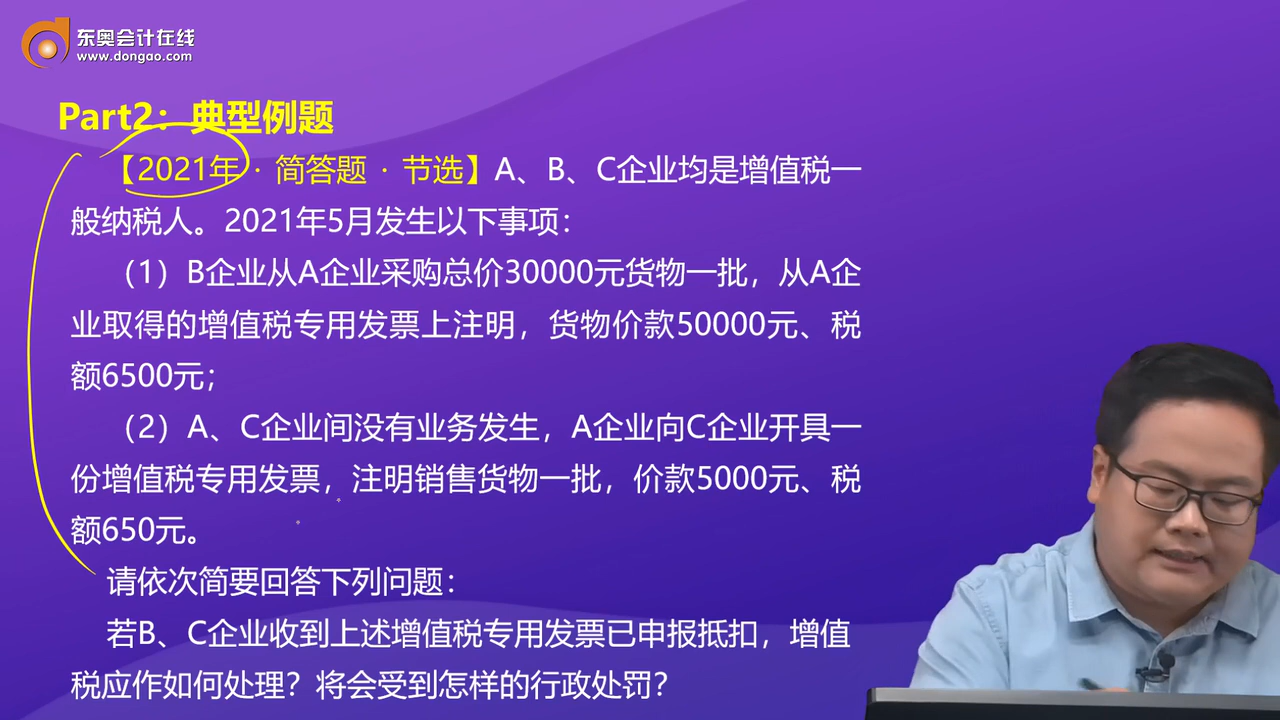 东奥会计在线
www.dongao.com
Part2：典型例题
【2021年·简答题·节选】A、B、C企业均是增值税一
般纳税人。2021年5月发生以下事项：
（1）B企业从A企业采购总价30000元货物一批，从A企
业取得的增值税专用发票上注明，货物价款50000元、税
额6500元；
（2）A、C企业间没有业务发生，A企业向C企业开具一
份增值税专用发票，注明销售货物一批，价款5000元、税
额650元。
请依次简要回答下列问题：
若B、C企业收到上述增值税专用发票已申报抵扣，增值
税应作如何处理？将会受到怎样的行政处罚？